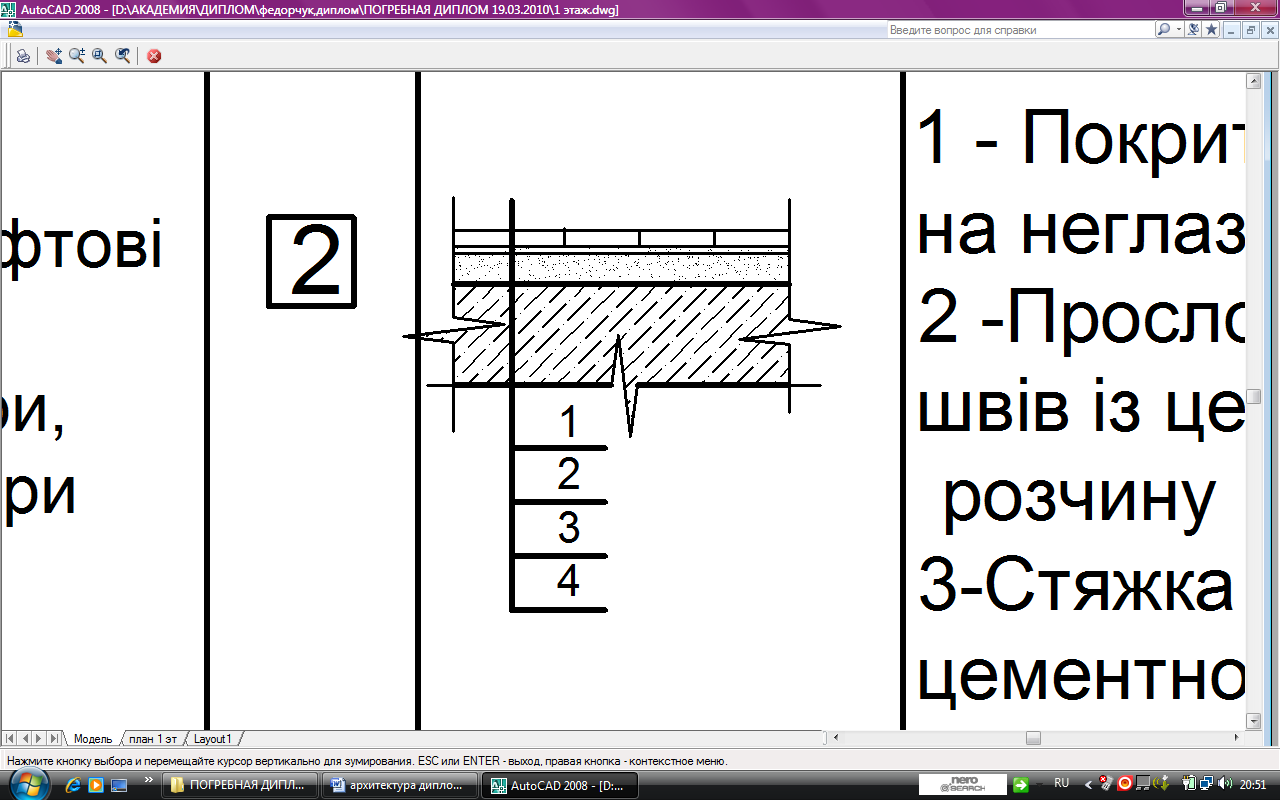 AutoCAD 2008 - [D:\АКАДЕМИЯ\ДИПЛОМ\федорчук,диплом\ПОГРЕБНАЯ ДИПЛОМ 19.03.2010\1 этаж.dwg]
Введите вопрос для справки
фтові
ри,
ри
2
1
2
3
4
1 - Покрит
на неглаз
2 -Просло
швів із це
розчину
3-Стяжка
цементно
Модель
план 1 эт
Layout1
Нажмите кнопку выбора и перемещайте курсор вертикально для зумирования. ESC или ENTER - выход, правая кнопка - контекстное меню.
ПОГРЕБНАЯ ДИПЛ...
архитектура дипло...
AutoCAD 2008 - [D:...
nero
SEARCH
RU
20:51